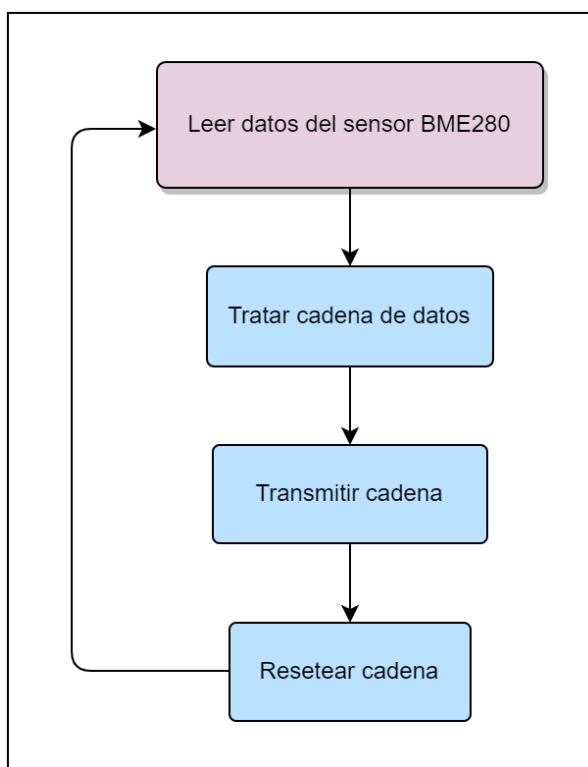 Leer datos del sensor BME280
Tratar cadena de datos
Transmitir cadena
Resetear cadena